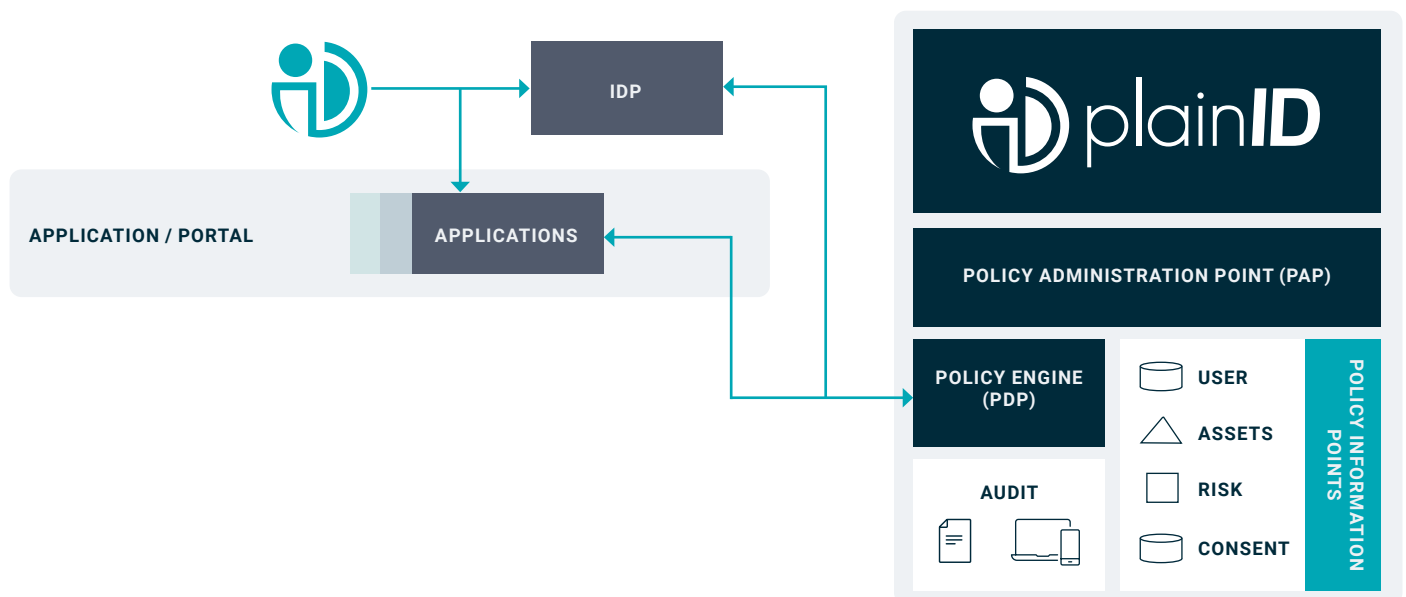 IDP
plainID
APPLICATION / PORTAL
APPLICATIONS
POLICY ADMINISTRATION POINT (PAP)
POLICY ENGINE
(PDP)
USER
ASSETS
RISK
CONSENT
POLICY INFORMATION
POINTS
AUDIT